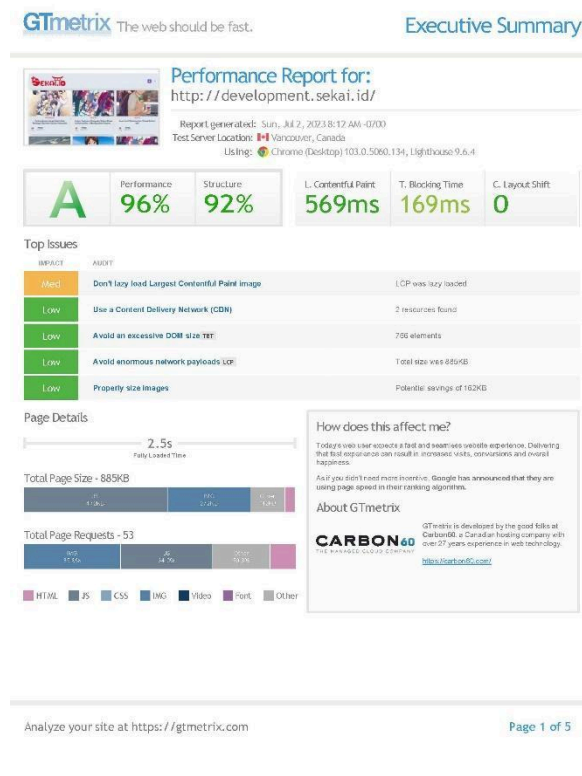 GTmetrix The web should be fast.
Executive Summary
SEKAI.ID
Performance Report for:
http://development.sekai.id/
Report generated: Sun, Jul 2, 2023 8:12 AM -0700
Test Server Location: Vancouver, Canada
Using: Chrome (Desktop) 103.0.5060.134, Lighthouse 9.6.4
A
Performance
96%
Structure
92%
L. Contentful Paint
569ms
T. Blocking Time
169ms
C. Layout Shift
0
Top Issues
IMPACT AUDIT
Med Don't lazy load Largest Contentful Paint image LCP was lazy loaded
Low Use a Content Delivery Network (CDN) 2 resources found
Low Avoid an excessive DOM size TBT 766 elements
Low Avoid enormous network payloads LCP Total size was 885KB
Low Properly size images Potential savings of 162KB
Page Details
2.5s
Fully Loaded Time
Total Page Size - 885KB
JS
IMG
Total Page Requests - 53
IMG
JS
Other
HTML JS CSS IMG Video Font Other
How does this affect me?
Today's web user expects a fast and seamless website experience. Delivering
that fast experience can result in increased visits, conversions and overall
happiness.
As if you didn't need more incentive, Google has announced that they are
using page speed in their ranking algorithm.
About GTmetrix
CARBON60
THE MANAGED CLOUD COMPANY
GTmetrix is developed by the good folks at
Carbon60, a Canadian hosting company with
over 27 years experience in web technology.
https://carbon60.com/
Analyze your site at https://gtmetrix.com
Page 1 of 5